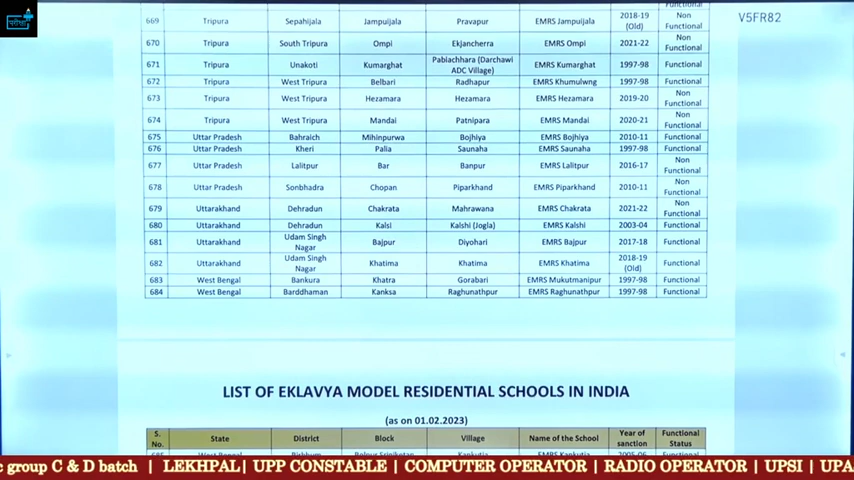 परीक्षा
V5FR82
Functional
669 Tripura Sepahijala Jampuijala Pravapur EMRS Jampuijala 2018-19 (Old) Non Functional
670 Tripura South Tripura Ompi Ekjancherra EMRS Ompi 2021-22 Non Functional
671 Tripura Unakoti Kumarghat Pabiachhara (Darchawi ADC Village) EMRS Kumarghat 1997-98 Functional
672 Tripura West Tripura Belbari Radhapur EMRS Khumulwng 1997-98 Functional
673 Tripura West Tripura Hezamara Hezamara EMRS Hezamara 2019-20 Non Functional
674 Tripura West Tripura Mandai Patnipara EMRS Mandai 2020-21 Non Functional
675 Uttar Pradesh Bahraich Mihinpurwa Bojhiya EMRS Bojhiya 2010-11 Functional
676 Uttar Pradesh Kheri Palia Saunaha EMRS Saunaha 1997-98 Functional
677 Uttar Pradesh Lalitpur Bar Banpur EMRS Lalitpur 2016-17 Non Functional
678 Uttar Pradesh Sonbhadra Chopan Piparkhand EMRS Piparkhand 2010-11 Non Functional
679 Uttarakhand Dehradun Chakrata Mahrawana EMRS Chakrata 2021-22 Non Functional
680 Uttarakhand Dehradun Kalsi Kalshi (Jogla) EMRS Kalshi 2003-04 Functional
681 Uttarakhand Udam Singh Nagar Bajpur Diyohari EMRS Bajpur 2017-18 Functional
682 Uttarakhand Udam Singh Nagar Khatima Khatima EMRS Khatima 2018-19 (Old) Functional
683 West Bengal Bankura Khatra Gorabari EMRS Mukutmanipur 1997-98 Functional
684 West Bengal Barddhaman Kanksa Raghunathpur EMRS Raghunathpur 1997-98 Functional
LIST OF EKLAVYA MODEL RESIDENTIAL SCHOOLS IN INDIA
(as on 01.02.2023)
S. No. State District Block Village Name of the School Year of sanction Functional Status
685 West Bengal Birbhum Bolpur Sriniketan Kankutia EMRS Kankutia 2005-06 Functional
c group C & D batch | LEKHPAL| UPP CONSTABLE | COMPUTER OPERATOR | RADIO OPERATOR | UPSI | UPA